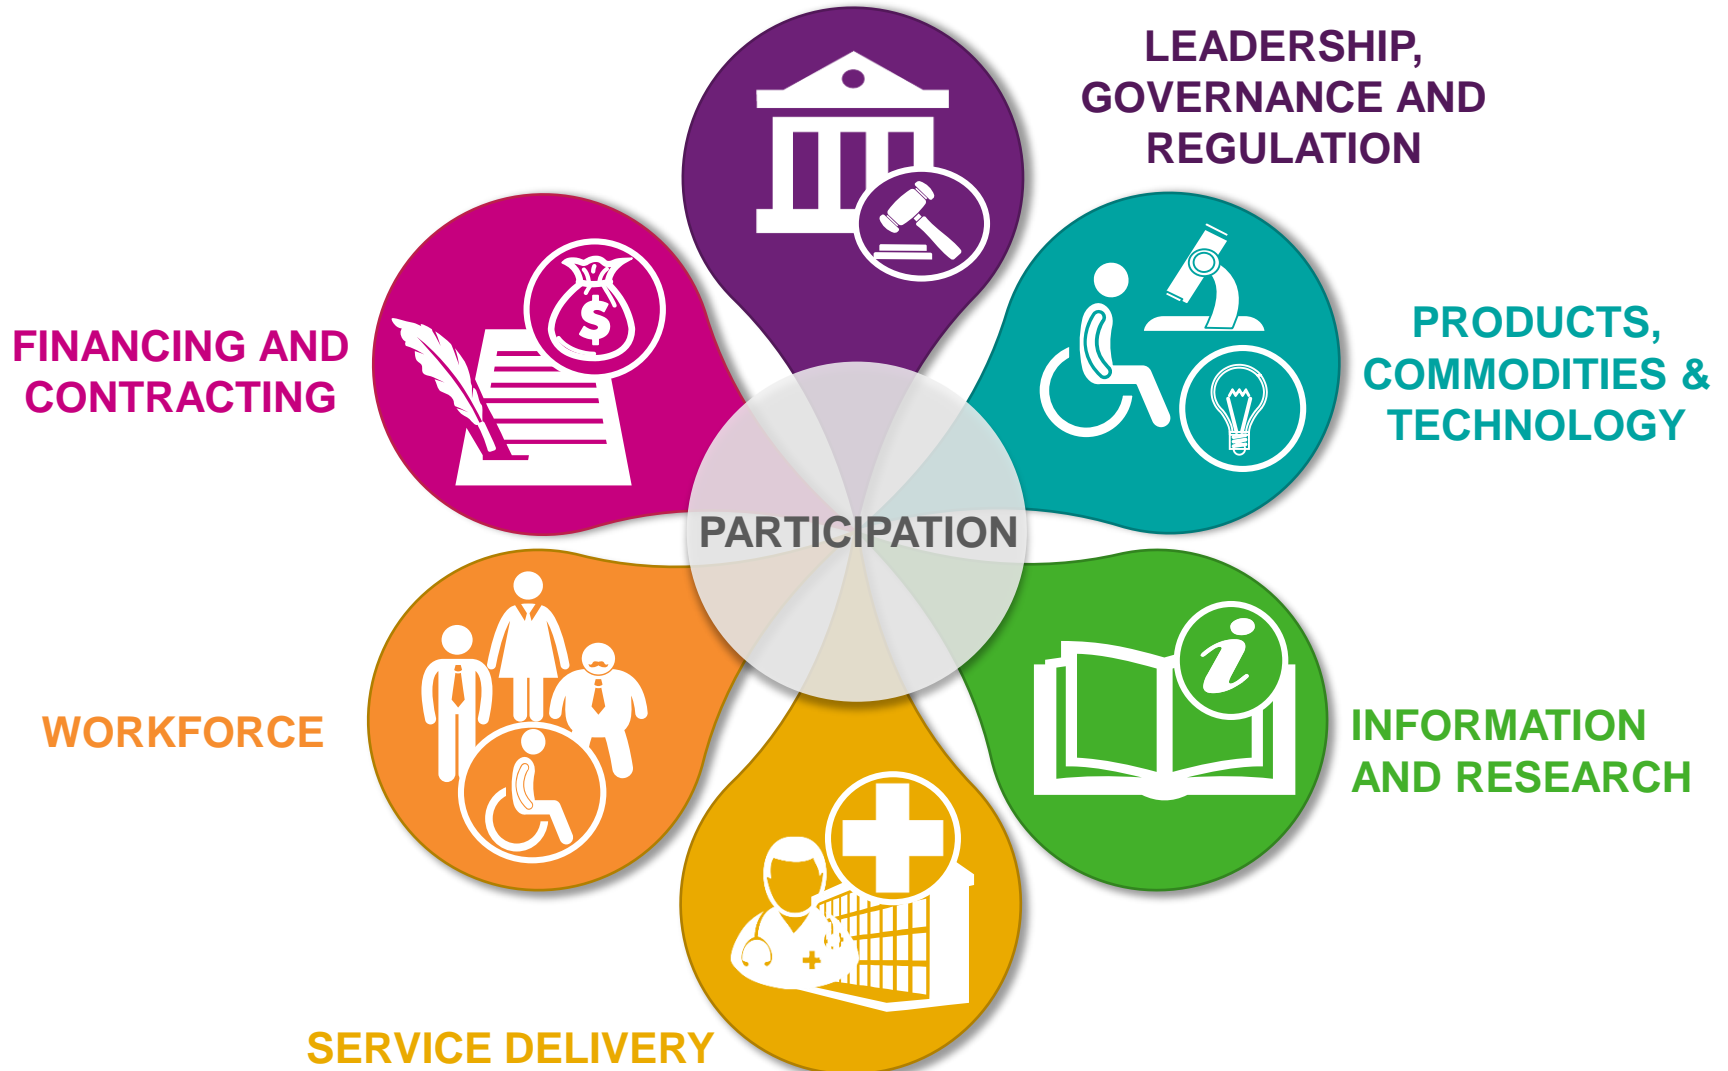 LEADERSHIP,
GOVERNANCE AND
REGULATION
FINANCING AND
CONTRACTING
$
PRODUCTS,
COMMODITIES &
TECHNOLOGY
PARTICIPATION
WORKFORCE
i
INFORMATION
AND RESEARCH
SERVICE DELIVERY